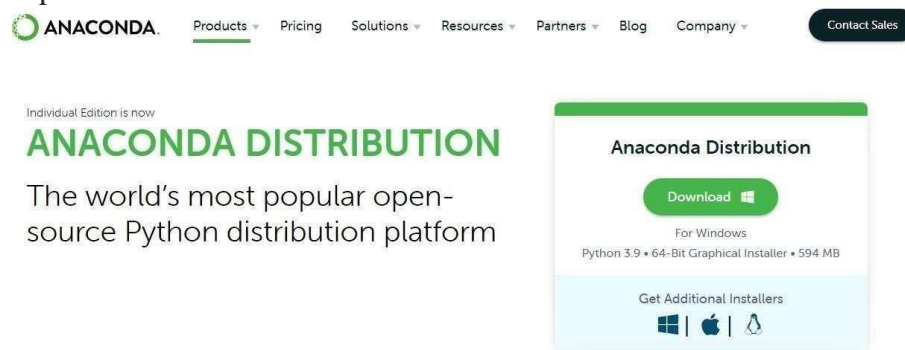 ANACONDA.
Products Pricing Solutions Resources Partners Blog Company Contact Sales
Individual Edition is now
ANACONDA DISTRIBUTION
The world's most popular open-
source Python distribution platform
Anaconda Distribution
Download
For Windows
Python 3.9 • 64-Bit Graphical Installer • 594 MB
Get Additional Installers
| |